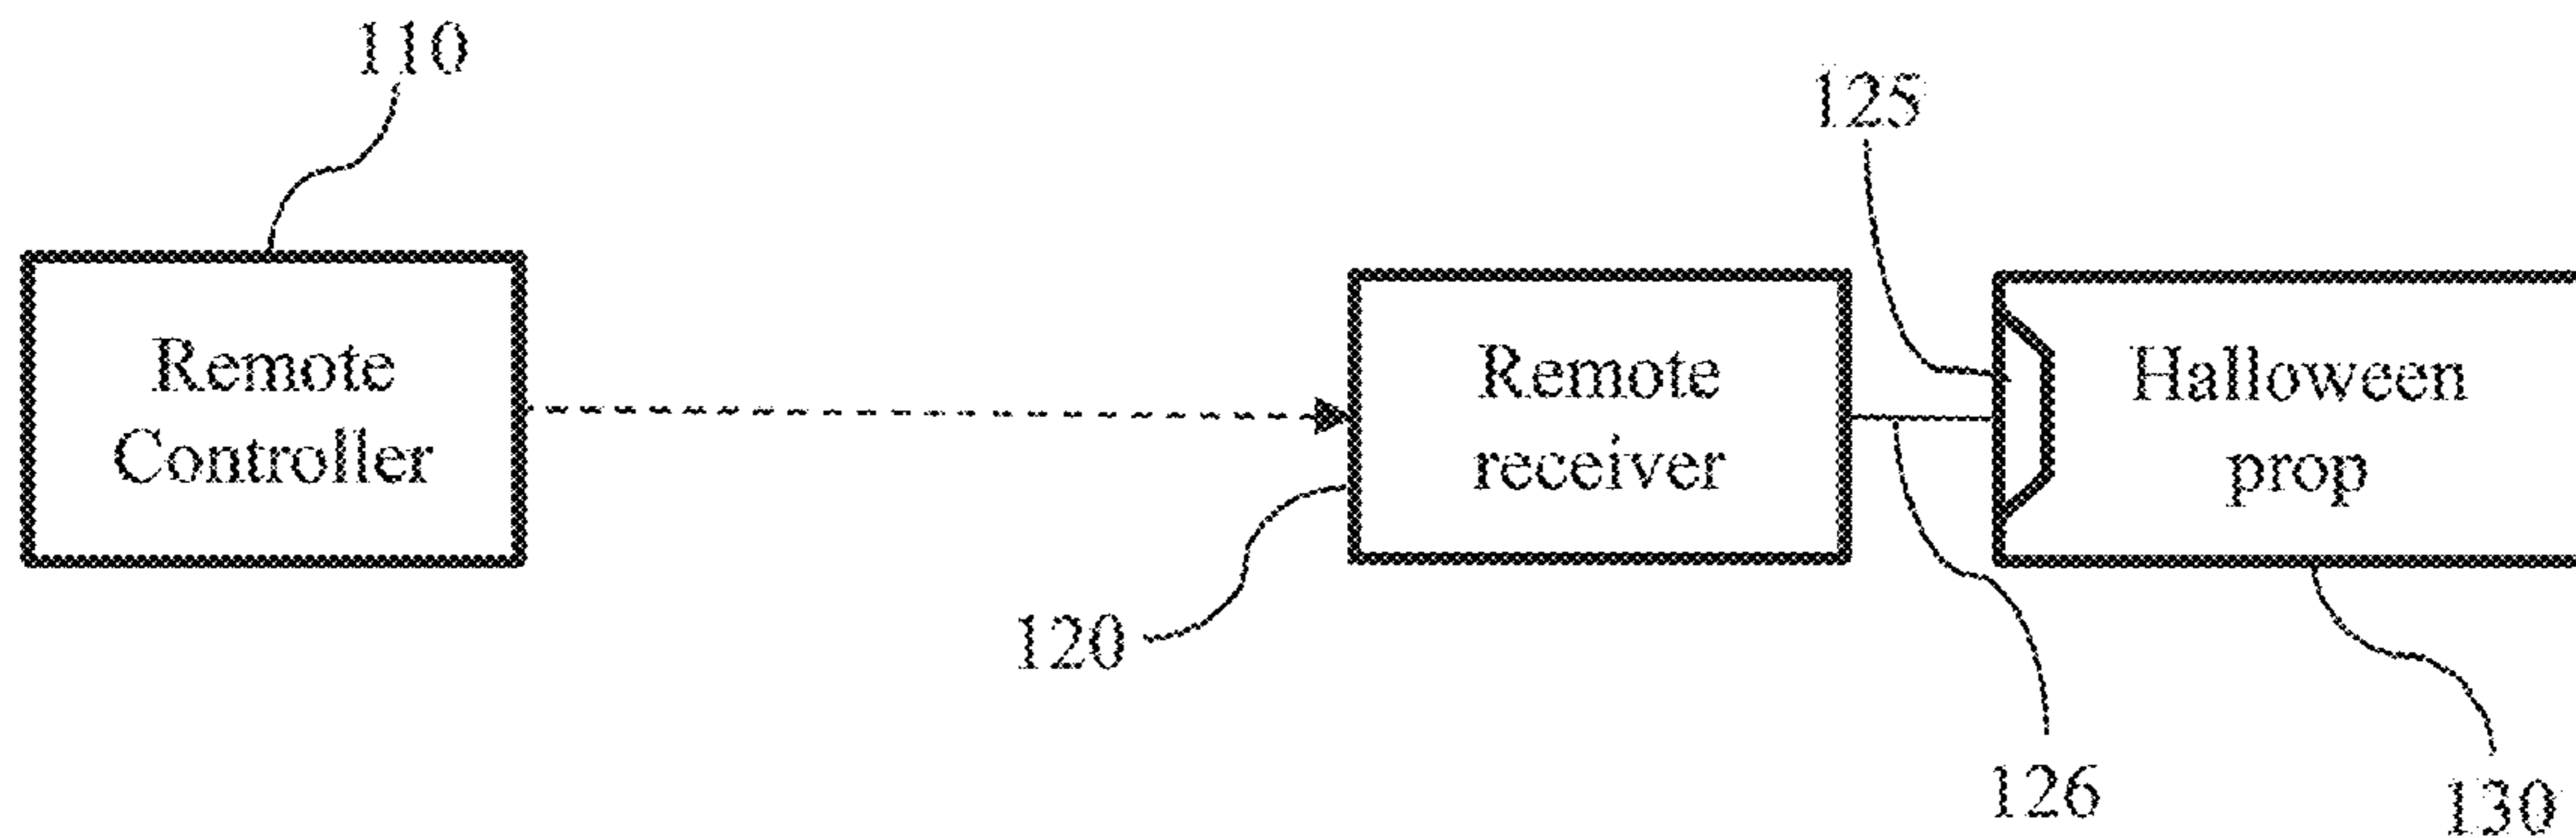 110
125
Remote
Controller
Remote
receiver
Halloween
prop
120
126
130